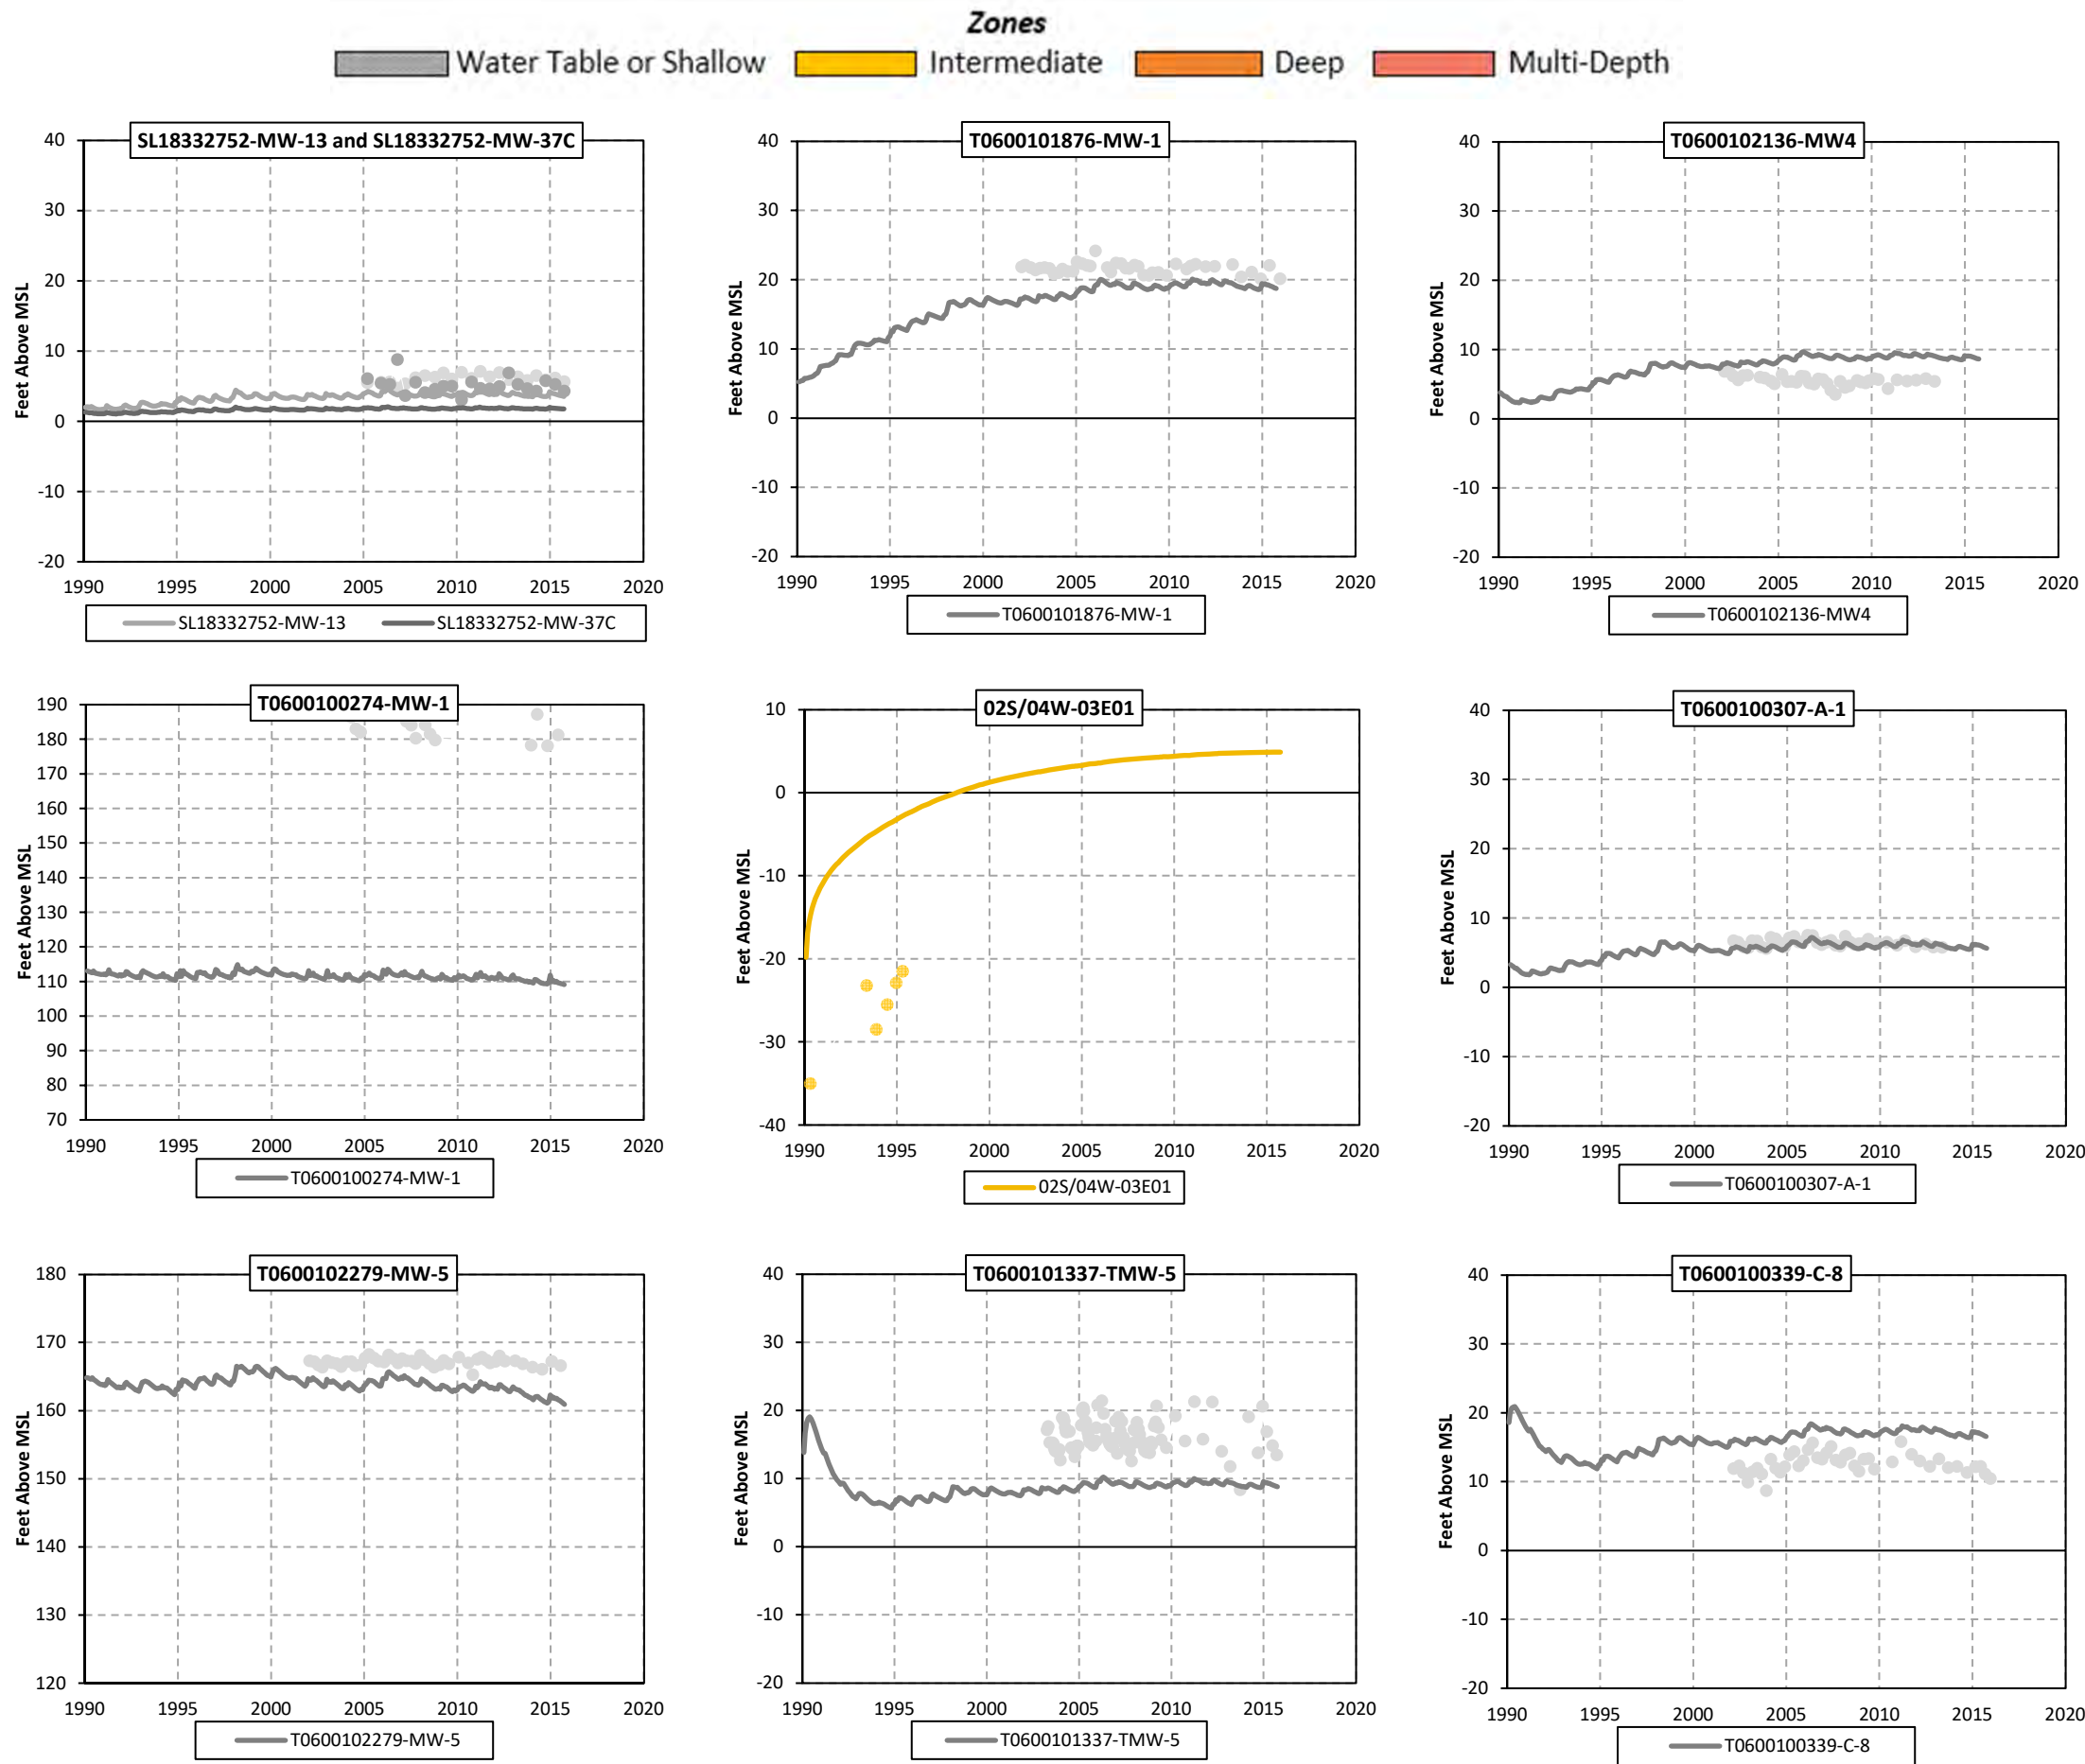 Zones
Water Table or Shallow Intermediate Deep Multi-Depth
SL18332752-MW-13 and SL18332752-MW-37C
40
30
20
10
0
-10
-20
Feet Above MSL
1990 1995 2000 2005 2010 2015 2020
SL18332752-MW-13 SL18332752-MW-37C
T0600101876-MW-1
40
30
20
10
0
-10
-20
Feet Above MSL
1990 1995 2000 2005 2010 2015 2020
T0600101876-MW-1
T0600102136-MW4
40
30
20
10
0
-10
-20
Feet Above MSL
1990 1995 2000 2005 2010 2015 2020
T0600102136-MW4
T0600100274-MW-1
190
180
170
160
150
140
130
120
110
100
90
80
70
Feet Above MSL
1990 1995 2000 2005 2010 2015 2020
T0600100274-MW-1
02S/04W-03E01
10
0
-10
-20
-30
-40
Feet Above MSL
1990 1995 2000 2005 2010 2015 2020
02S/04W-03E01
T0600100307-A-1
40
30
20
10
0
-10
-20
Feet Above MSL
1990 1995 2000 2005 2010 2015 2020
T0600100307-A-1
T0600102279-MW-5
180
170
160
150
140
130
120
Feet Above MSL
1990 1995 2000 2005 2010 2015 2020
T0600102279-MW-5
T0600101337-TMW-5
40
30
20
10
0
-10
-20
Feet Above MSL
1990 1995 2000 2005 2010 2015 2020
T0600101337-TMW-5
T0600100339-C-8
40
30
20
10
0
-10
-20
Feet Above MSL
1990 1995 2000 2005 2010 2015 2020
T0600100339-C-8